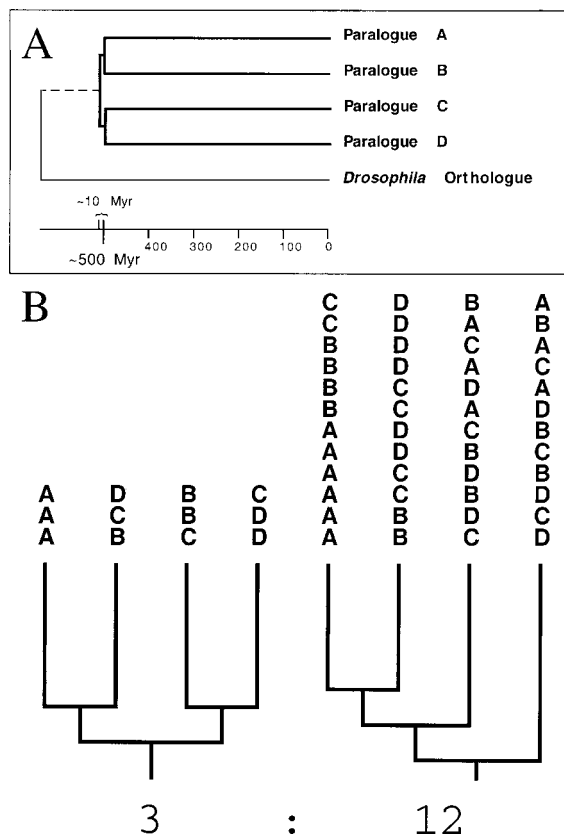 A
Paralogue A
Paralogue B
Paralogue C
Paralogue D
Drosophila Orthologue
~10 Myr
400 300 200 100 0
~500 Myr
B
C D B A
C D A B
B D C A
B D A C
B C D A
B C A D
A D C B
A D B C
A C D B
A C B D
A B D C
A B C D
A D B C
A C B D
A B C D
3 : 12